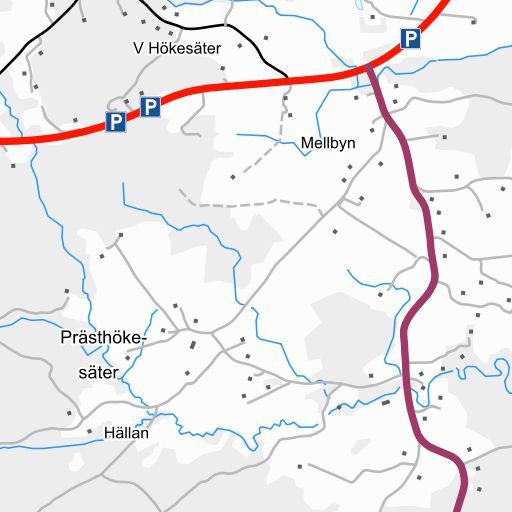 V Hökesäter
P
P
P
Mellbyn
Prästhöke-
säter
Hällan